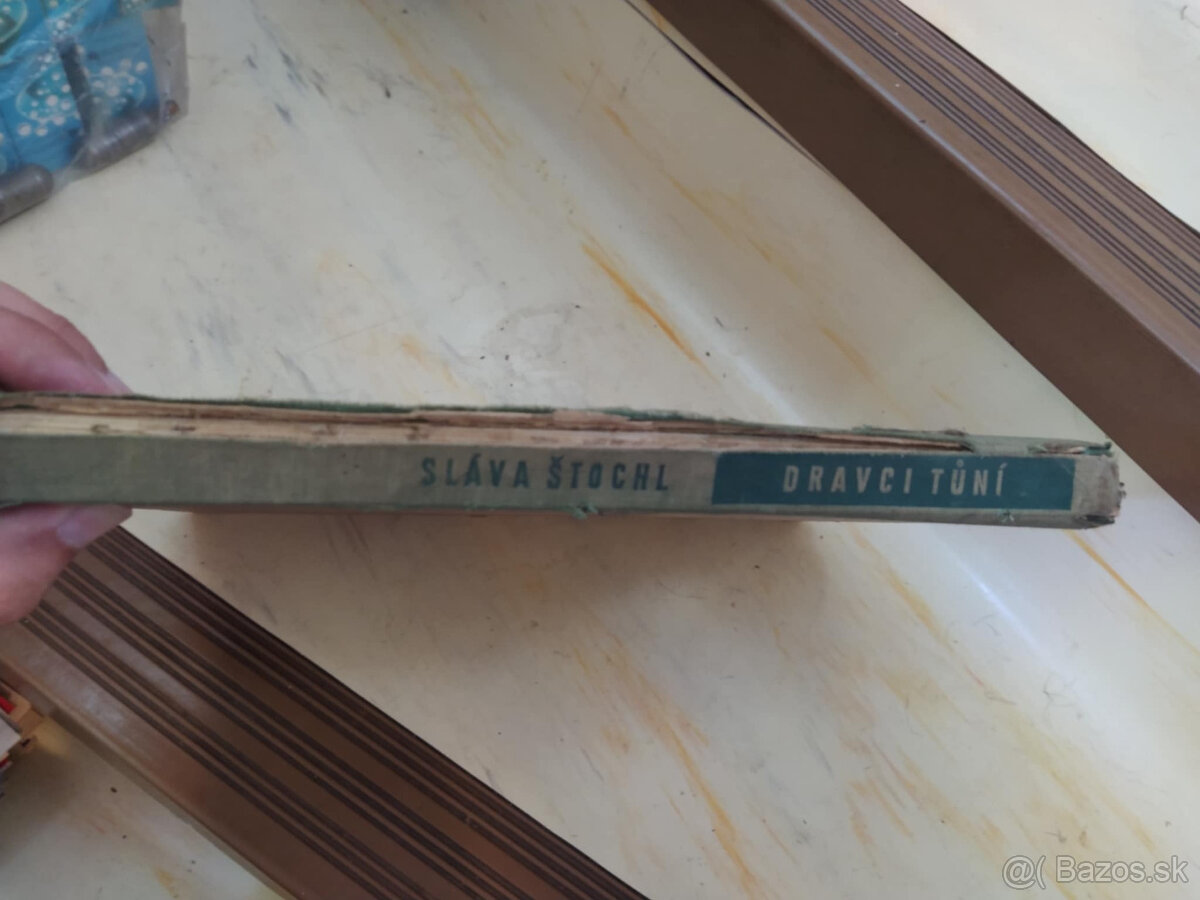 SLÁVA ŠTOCHL DRAVCI TŮNÍ
@( Bazos.sk